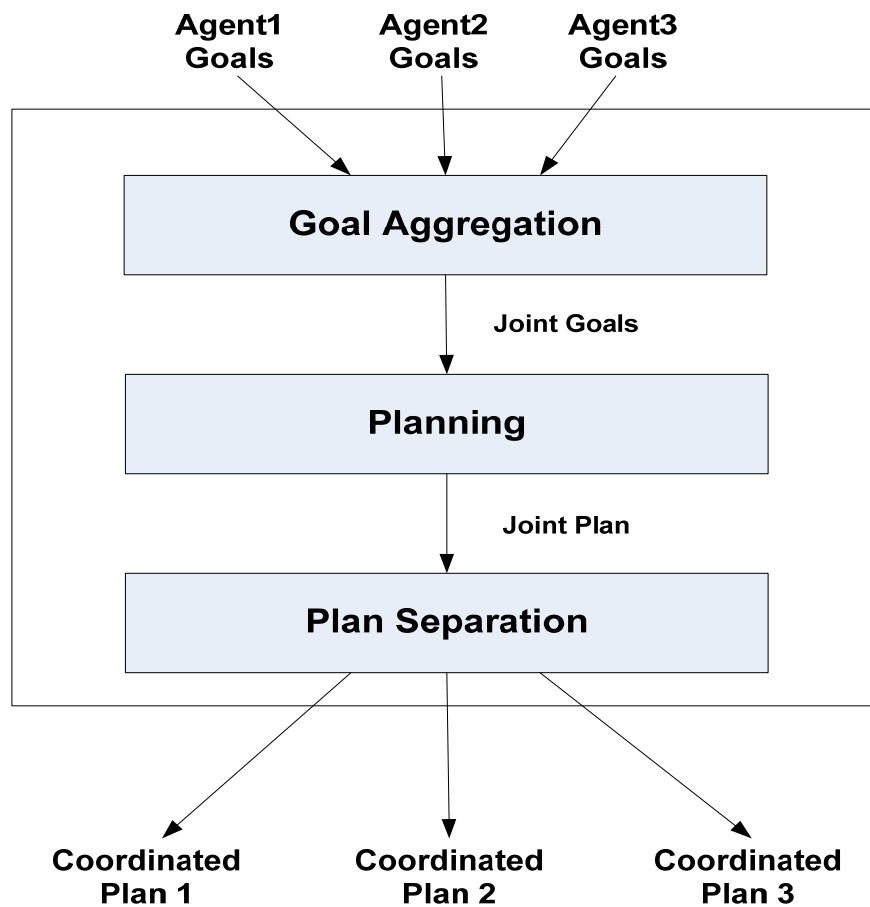 Agent1
Goals
Agent2
Goals
Agent3
Goals
Goal Aggregation
Joint Goals
Planning
Joint Plan
Plan Separation
Coordinated
Plan 1
Coordinated
Plan 2
Coordinated
Plan 3